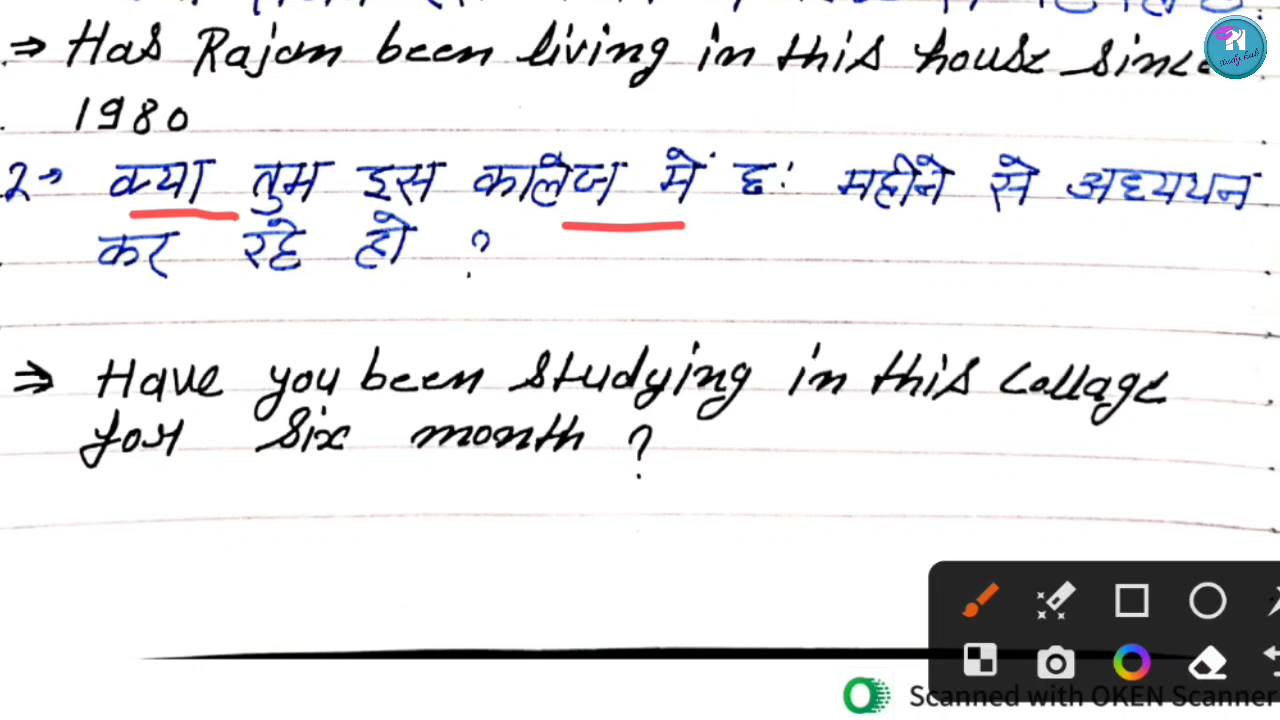 ⇒ Has Rajan been living in this house since
1980
2→ क्या तुम इस कालेज में छः महीने से अध्ययन
कर रहे हो ?
⇒ Have you been studying in this collage
for six month ?
Scanned with OKEN Scanner